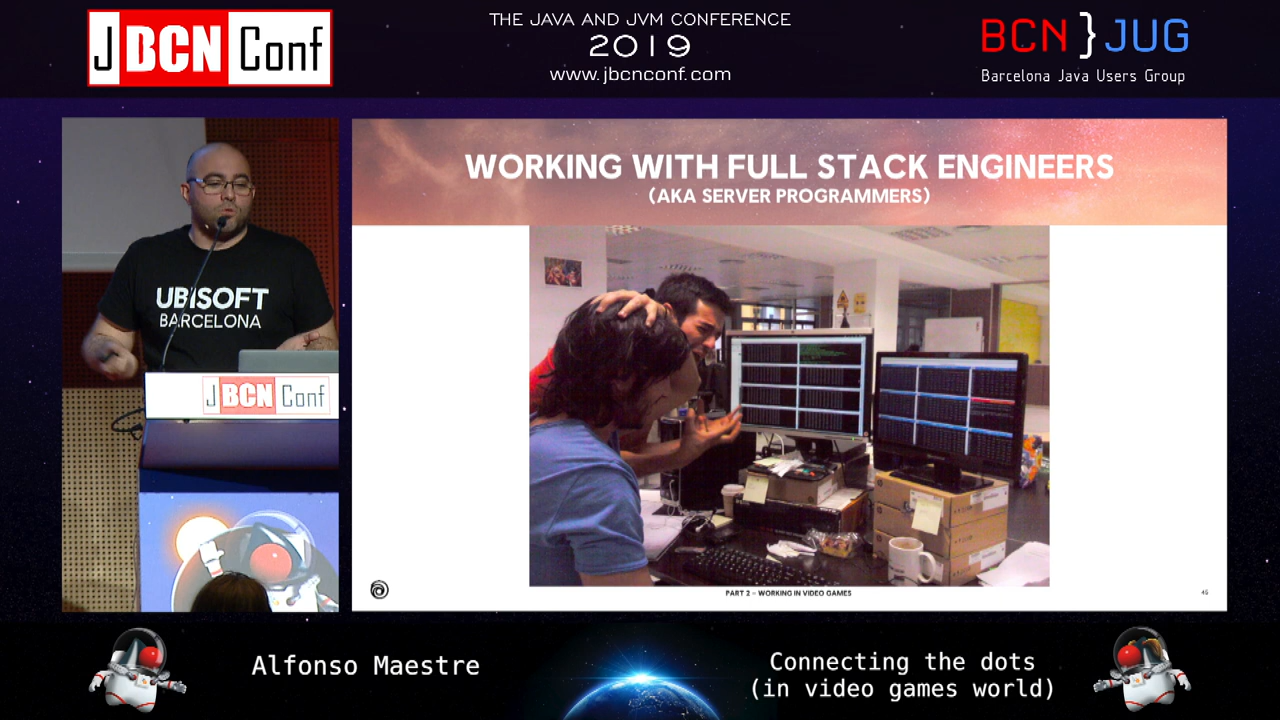 J BCN Conf
THE JAVA AND JVM CONFERENCE
2019
www.jbcnconf.com
BCN}JUG
Barcelona Java Users Group
UBISOFT
BARCELONA
J BCN Conf
WORKING WITH FULL STACK ENGINEERS
(AKA SERVER PROGRAMMERS)
PART 2 – WORKING IN VIDEO GAMES
45
Alfonso Maestre
Connecting the dots
(in video games world)